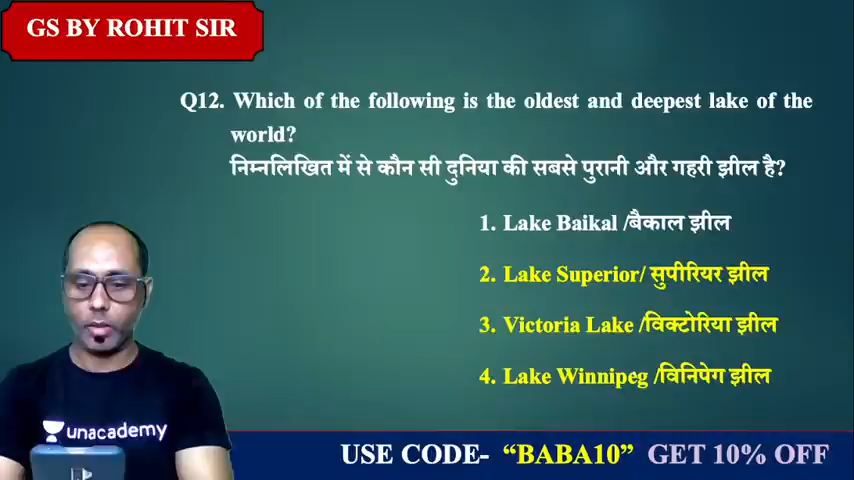 GS BY ROHIT SIR
Q12. Which of the following is the oldest and deepest lake of the
world?
निम्नलिखित में से कौन सी दुनिया की सबसे पुरानी और गहरी झील है?
1. Lake Baikal /बैकाल झील
2. Lake Superior/ सुपीरियर झील
3. Victoria Lake /विक्टोरिया झील
4. Lake Winnipeg /विनिपेग झील
unacademy
USE CODE- “BABA10” GET 10% OFF